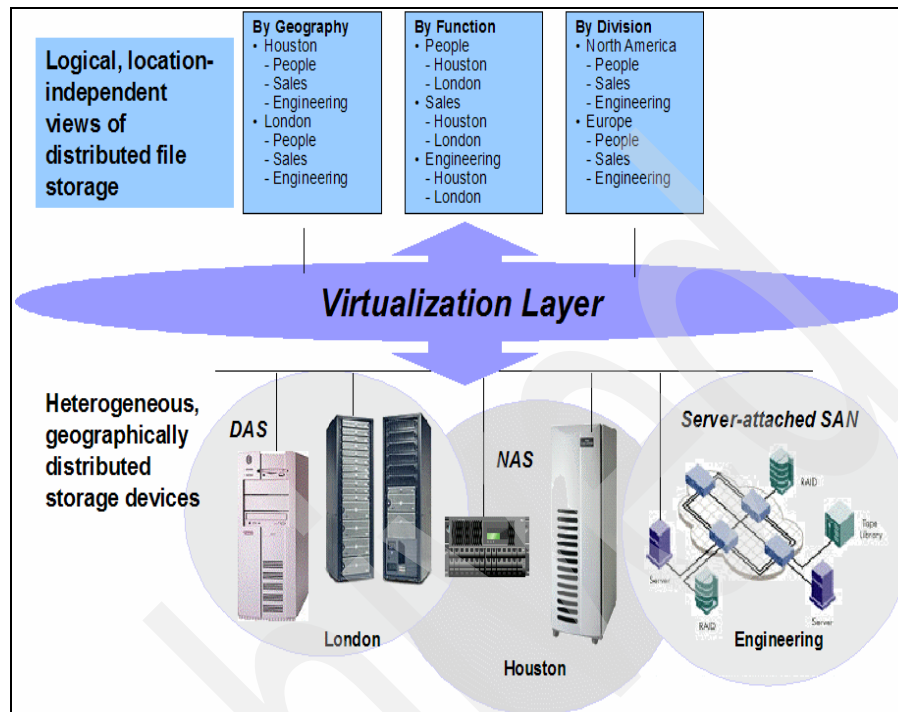 Logical, location-
independent
views of
distributed file
storage
By Geography
• Houston
- People
- Sales
- Engineering
• London
- People
- Sales
- Engineering
By Function
• People
- Houston
- London
• Sales
- Houston
- London
• Engineering
- Houston
- London
By Division
• North America
- People
- Sales
- Engineering
• Europe
- People
- Sales
- Engineering
Virtualization Layer
Heterogeneous,
geographically
distributed
storage devices
DAS
London
NAS
Houston
Server-attached SAN
RAID
Tape
Library
Server
RAID
Server
Engineering